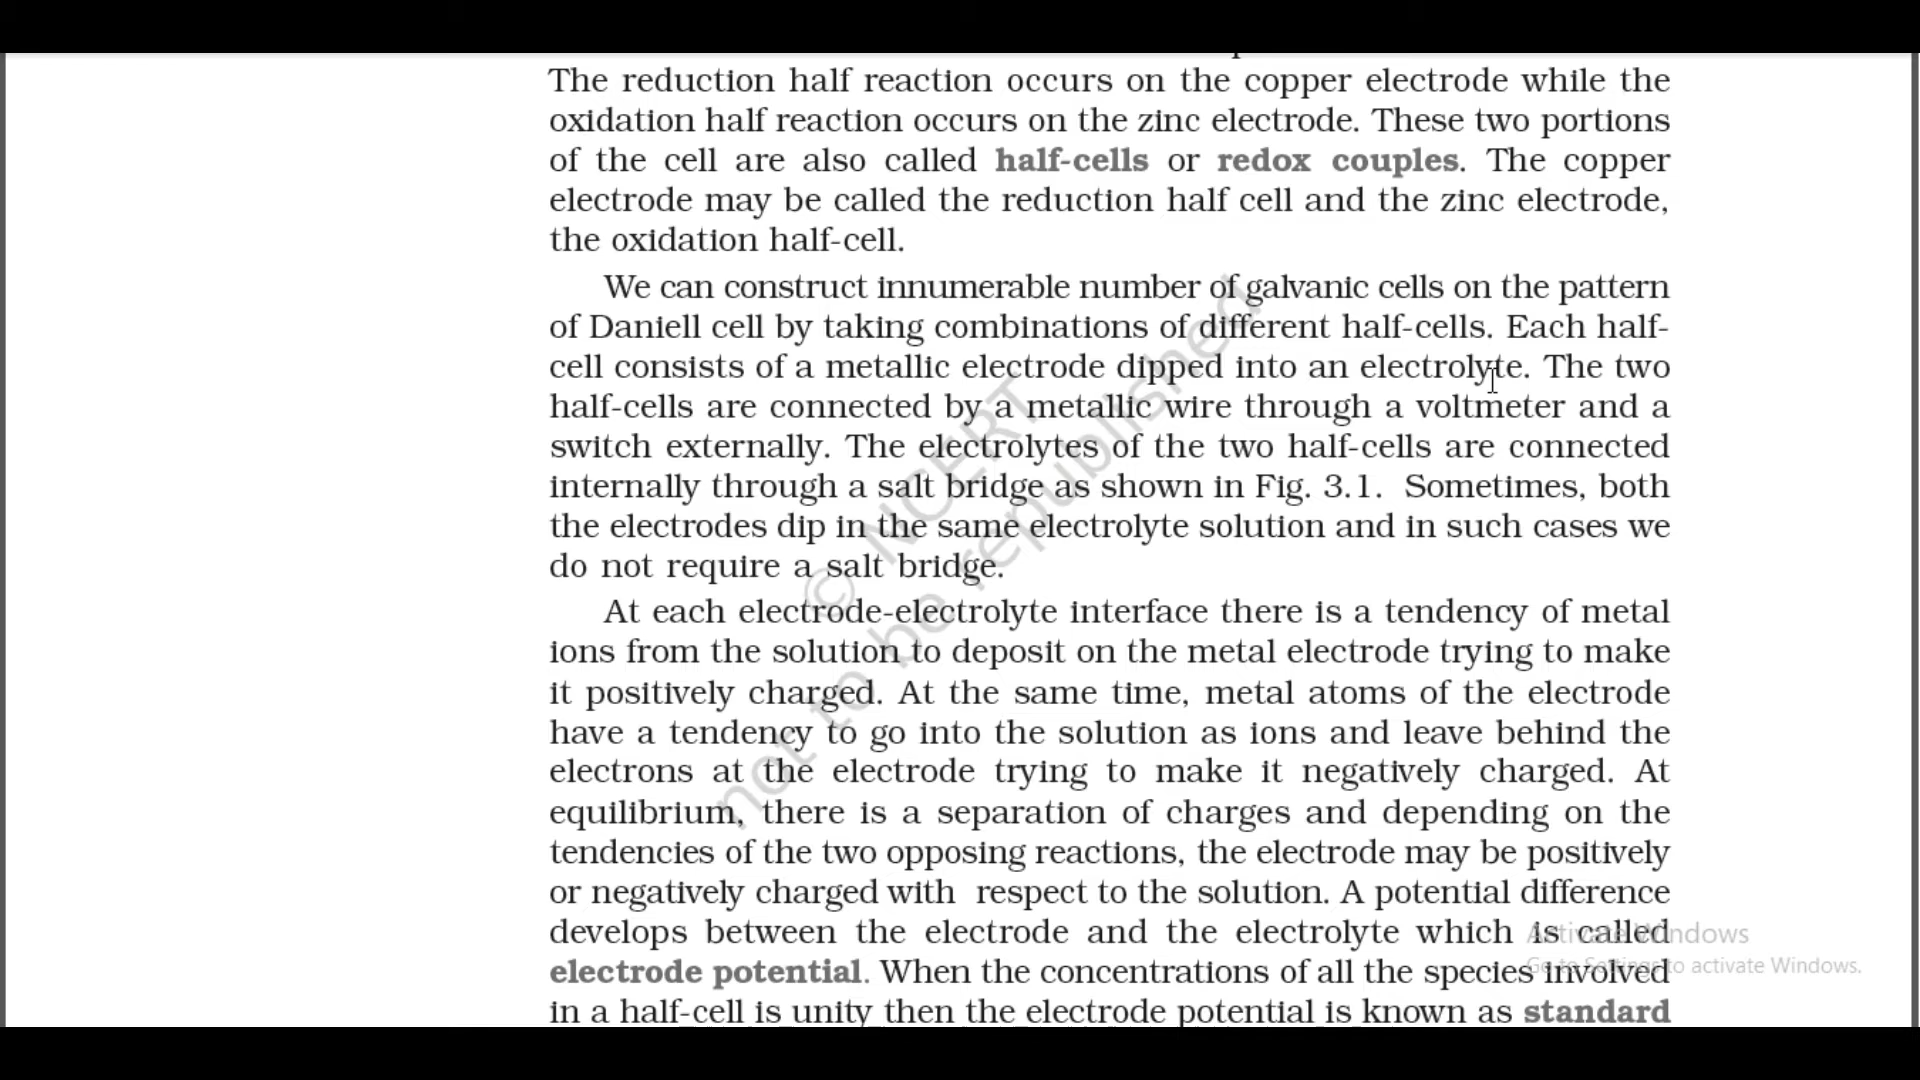 The reduction half reaction occurs on the copper electrode while the
oxidation half reaction occurs on the zinc electrode. These two portions
of the cell are also called half-cells or redox couples. The copper
electrode may be called the reduction half cell and the zinc electrode,
the oxidation half-cell.
We can construct innumerable number of galvanic cells on the pattern
of Daniell cell by taking combinations of different half-cells. Each half-
cell consists of a metallic electrode dipped into an electrolyte. The two
half-cells are connected by a metallic wire through a voltmeter and a
switch externally. The electrolytes of the two half-cells are connected
internally through a salt bridge as shown in Fig. 3.1. Sometimes, both
the electrodes dip in the same electrolyte solution and in such cases we
do not require a salt bridge.
At each electrode-electrolyte interface there is a tendency of metal
ions from the solution to deposit on the metal electrode trying to make
it positively charged. At the same time, metal atoms of the electrode
have a tendency to go into the solution as ions and leave behind the
electrons at the electrode trying to make it negatively charged. At
equilibrium, there is a separation of charges and depending on the
tendencies of the two opposing reactions, the electrode may be positively
or negatively charged with respect to the solution. A potential difference
develops between the electrode and the electrolyte which is called
electrode potential. When the concentrations of all the species involved
in a half-cell is unity then the electrode potential is known as standard
© NCERT
not to be republished
Activate Windows
Go to Settings to activate Windows.